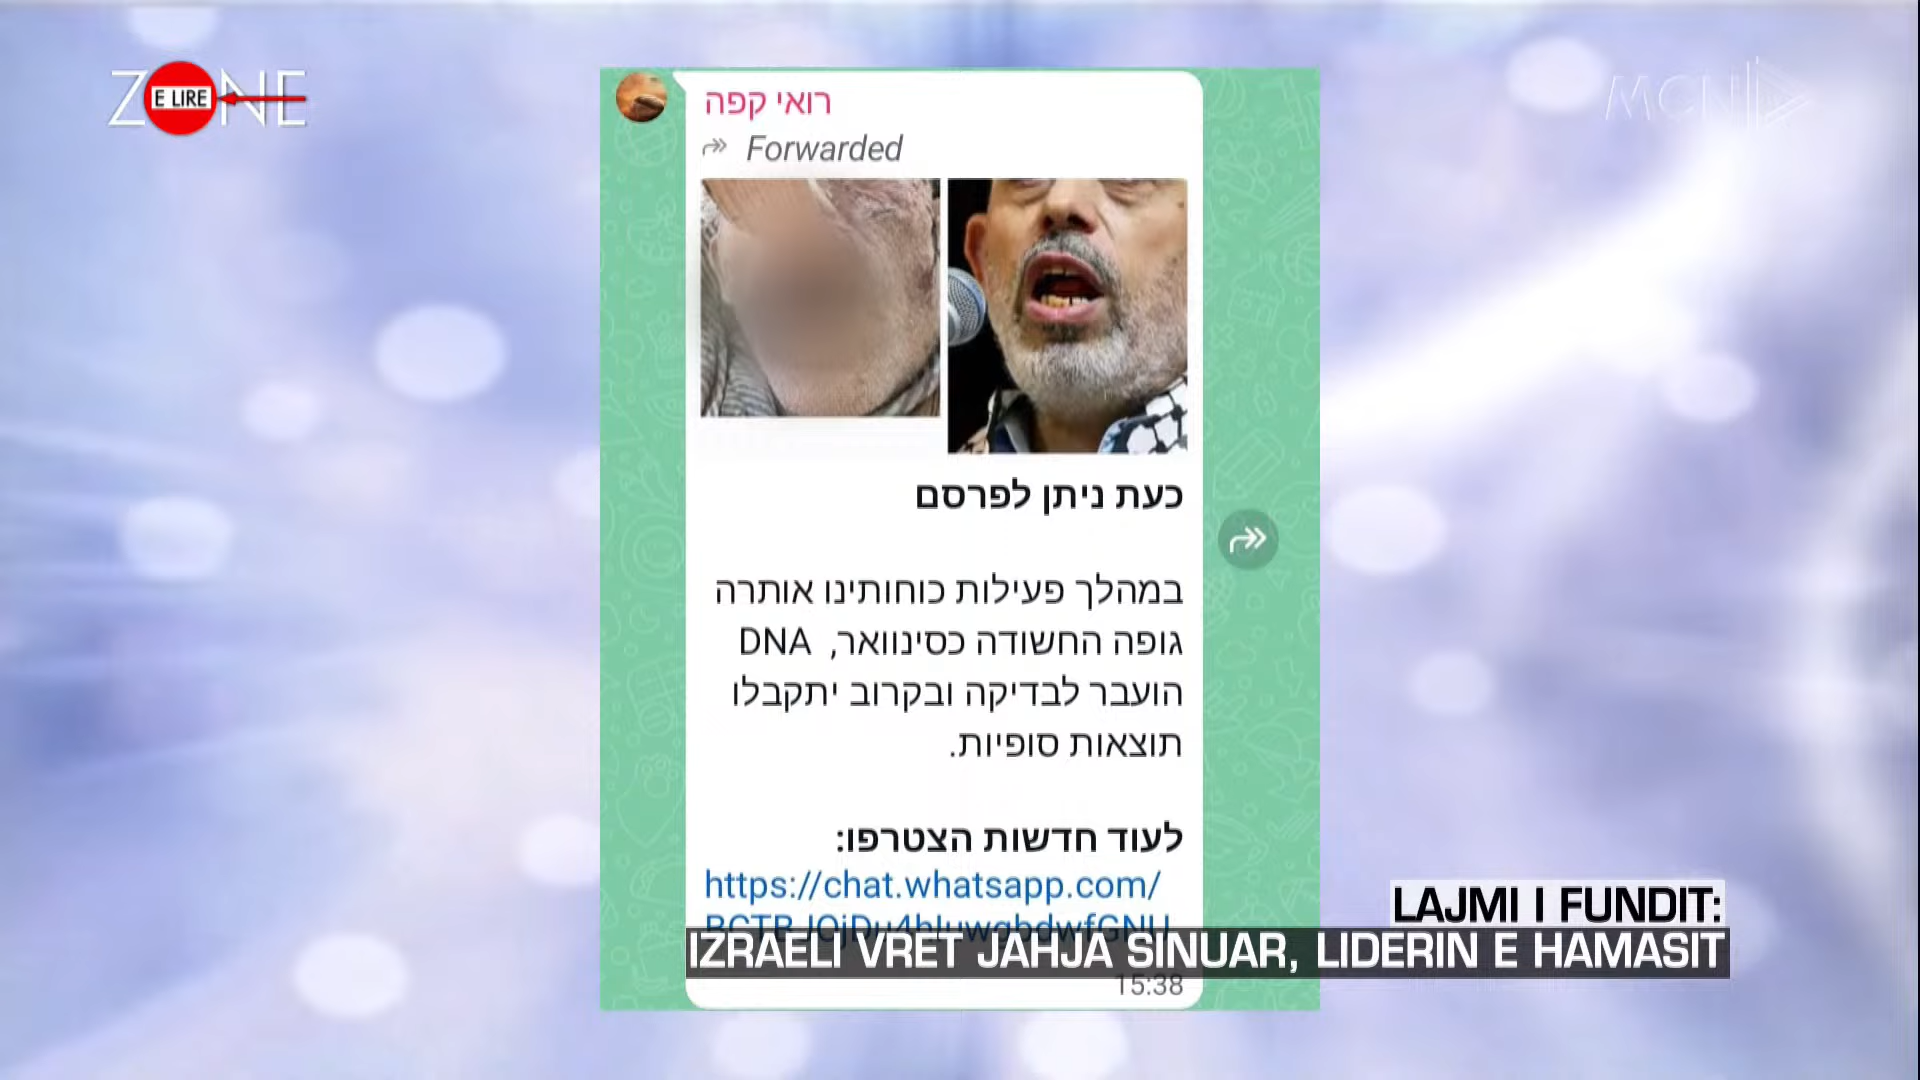 ZONE
E LIRE
MCN
רואי קפה
Forwarded
כעת ניתן לפרסם
במהלך פעילות כוחותינו אותרה
גופה החשודה כסינוואר, DNA
הועבר לבדיקה ובקרוב יתקבלו
תוצאות סופיות.
לעוד חדשות הצטרפו:
https://chat.whatsapp.com/
LAJMI I FUNDIT:
IZRAELI VRET JAHJA SINUAR, LIDERIN E HAMASIT
15:38